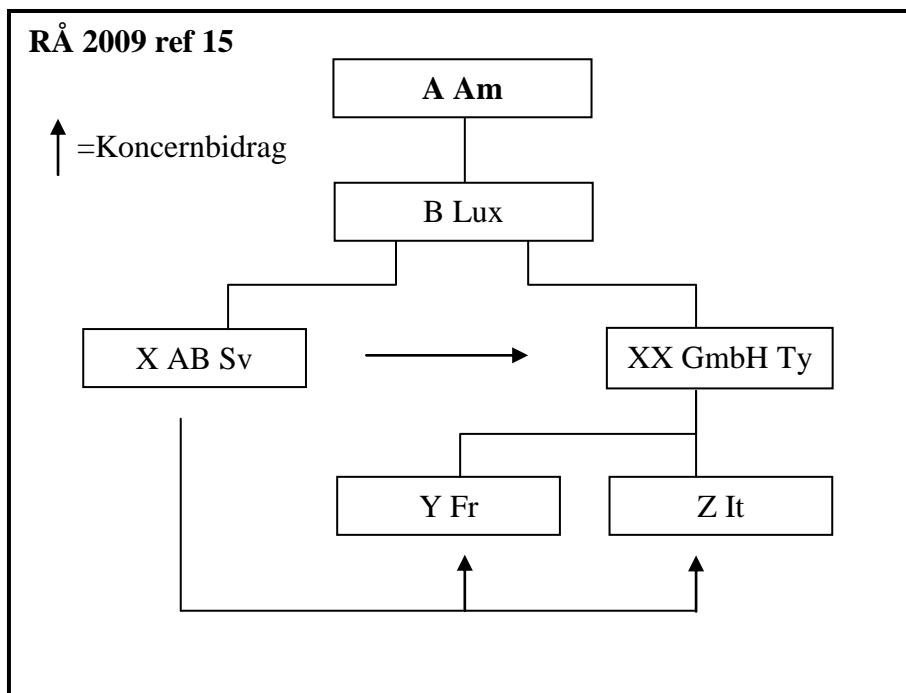 RÅ 2009 ref 15
A Am
=Koncernbidrag
B Lux
X AB Sv
XX GmbH Ty
Y Fr
Z It